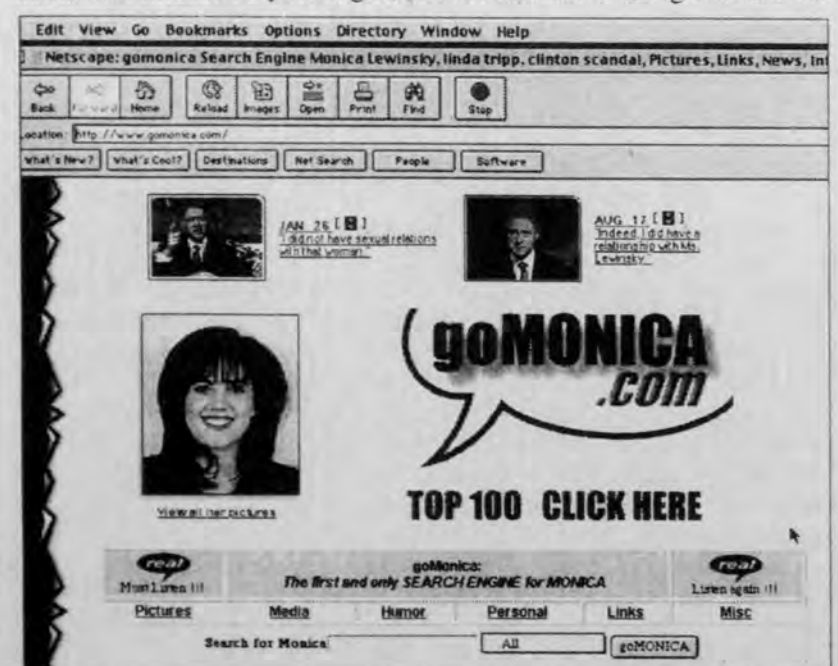 Edit View Go Bookmarks Options Directory Window Help
Netscape: gomonica Search Engine Monica Lewinsky, linda tripp, clinton scandal, Pictures, Links, News, Int
Back Forward Home Reload Images Open Print Find Stop
Location: http://www.gomonica.com/
What's New? What's Cool? Destinations Net Search People Software
JAN 26
"I did not have sexual relations
with that woman."
AUG 17
"Indeed, I did have a
relationship with Ms.
Lewinsky."
goMONICA
.com
View all her pictures
TOP 100 CLICK HERE
real
Must Listen !!!
goMonica:
The first and only SEARCH ENGINE for MONICA
real
Listen again !!!
Pictures Media Humor Personal Links Misc
Search for Monica All goMONICA